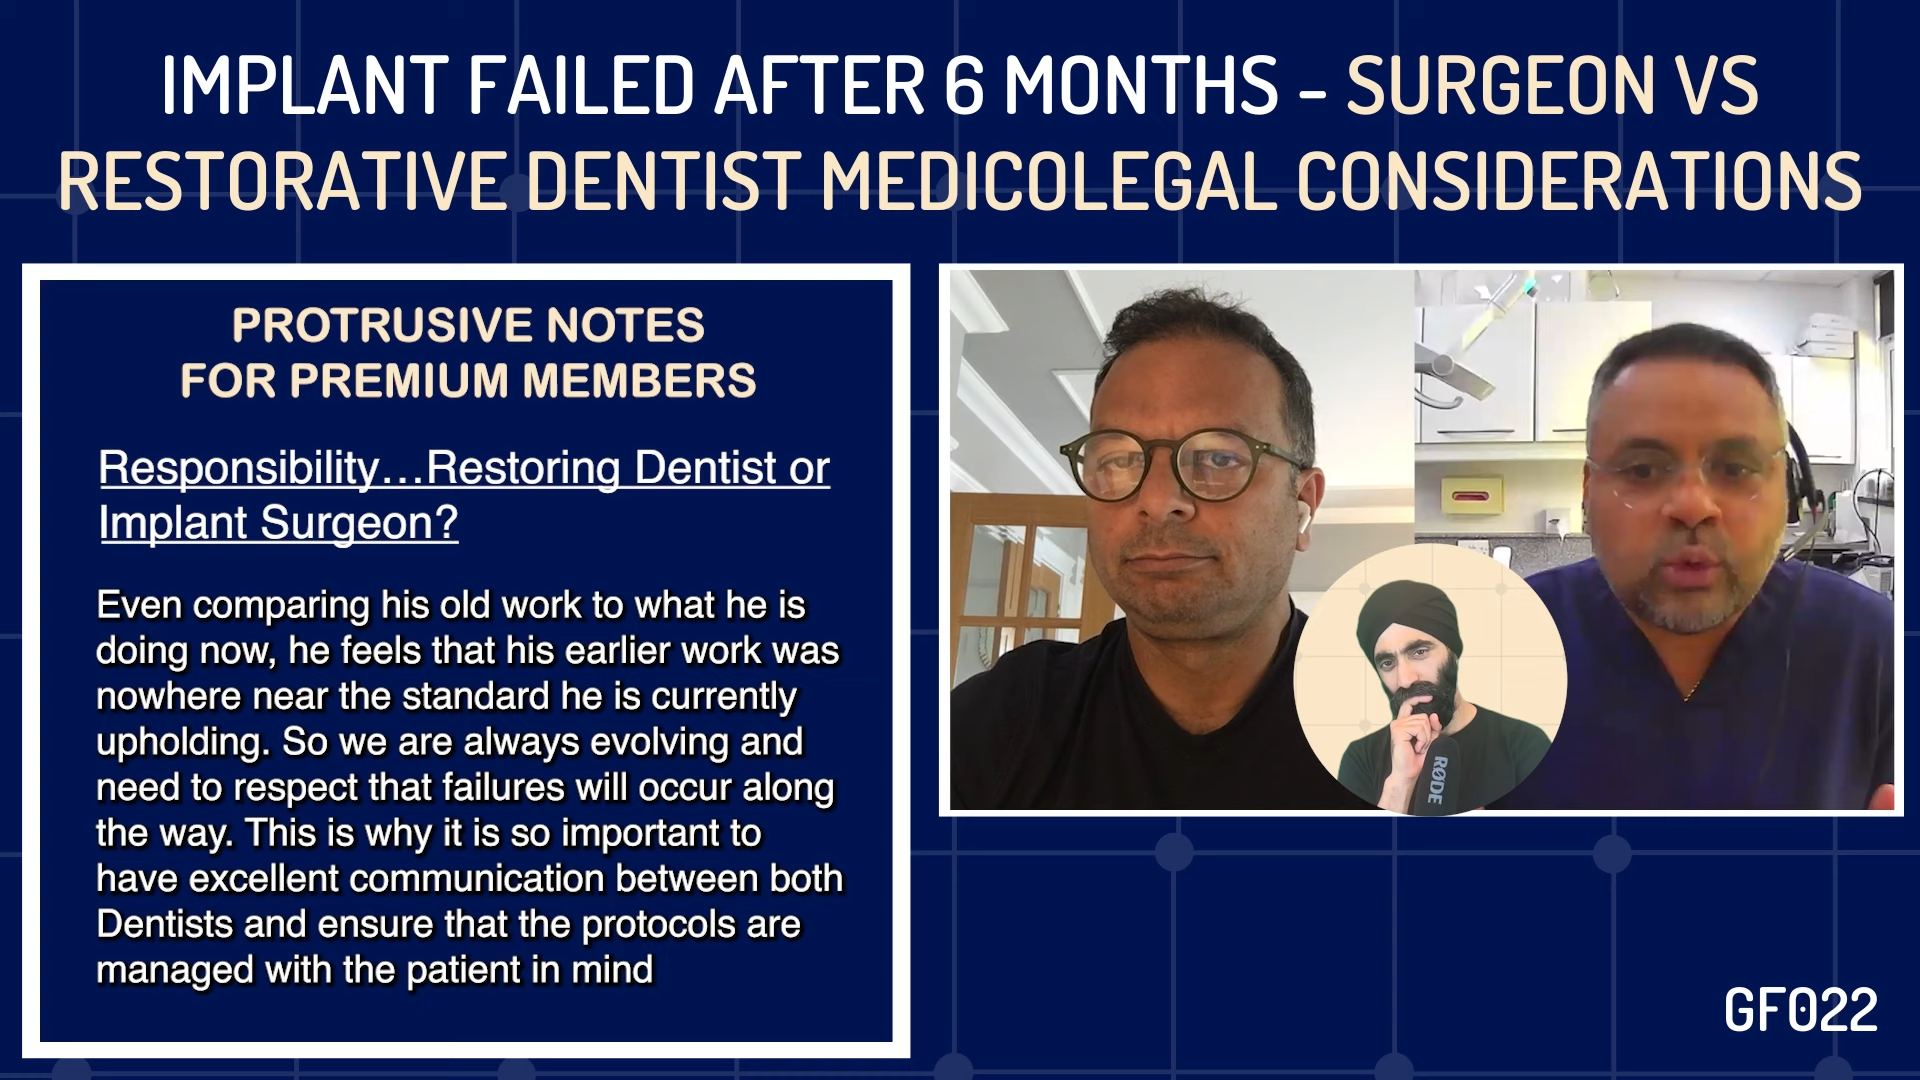 IMPLANT FAILED AFTER 6 MONTHS - SURGEON VS
RESTORATIVE DENTIST MEDICOLEGAL CONSIDERATIONS
PROTRUSIVE NOTES
FOR PREMIUM MEMBERS
Responsibility...Restoring Dentist or
Implant Surgeon?
Even comparing his old work to what he is
doing now, he feels that his earlier work was
nowhere near the standard he is currently
upholding. So we are always evolving and
need to respect that failures will occur along
the way. This is why it is so important to
have excellent communication between both
Dentists and ensure that the protocols are
managed with the patient in mind
RØDE
GF022